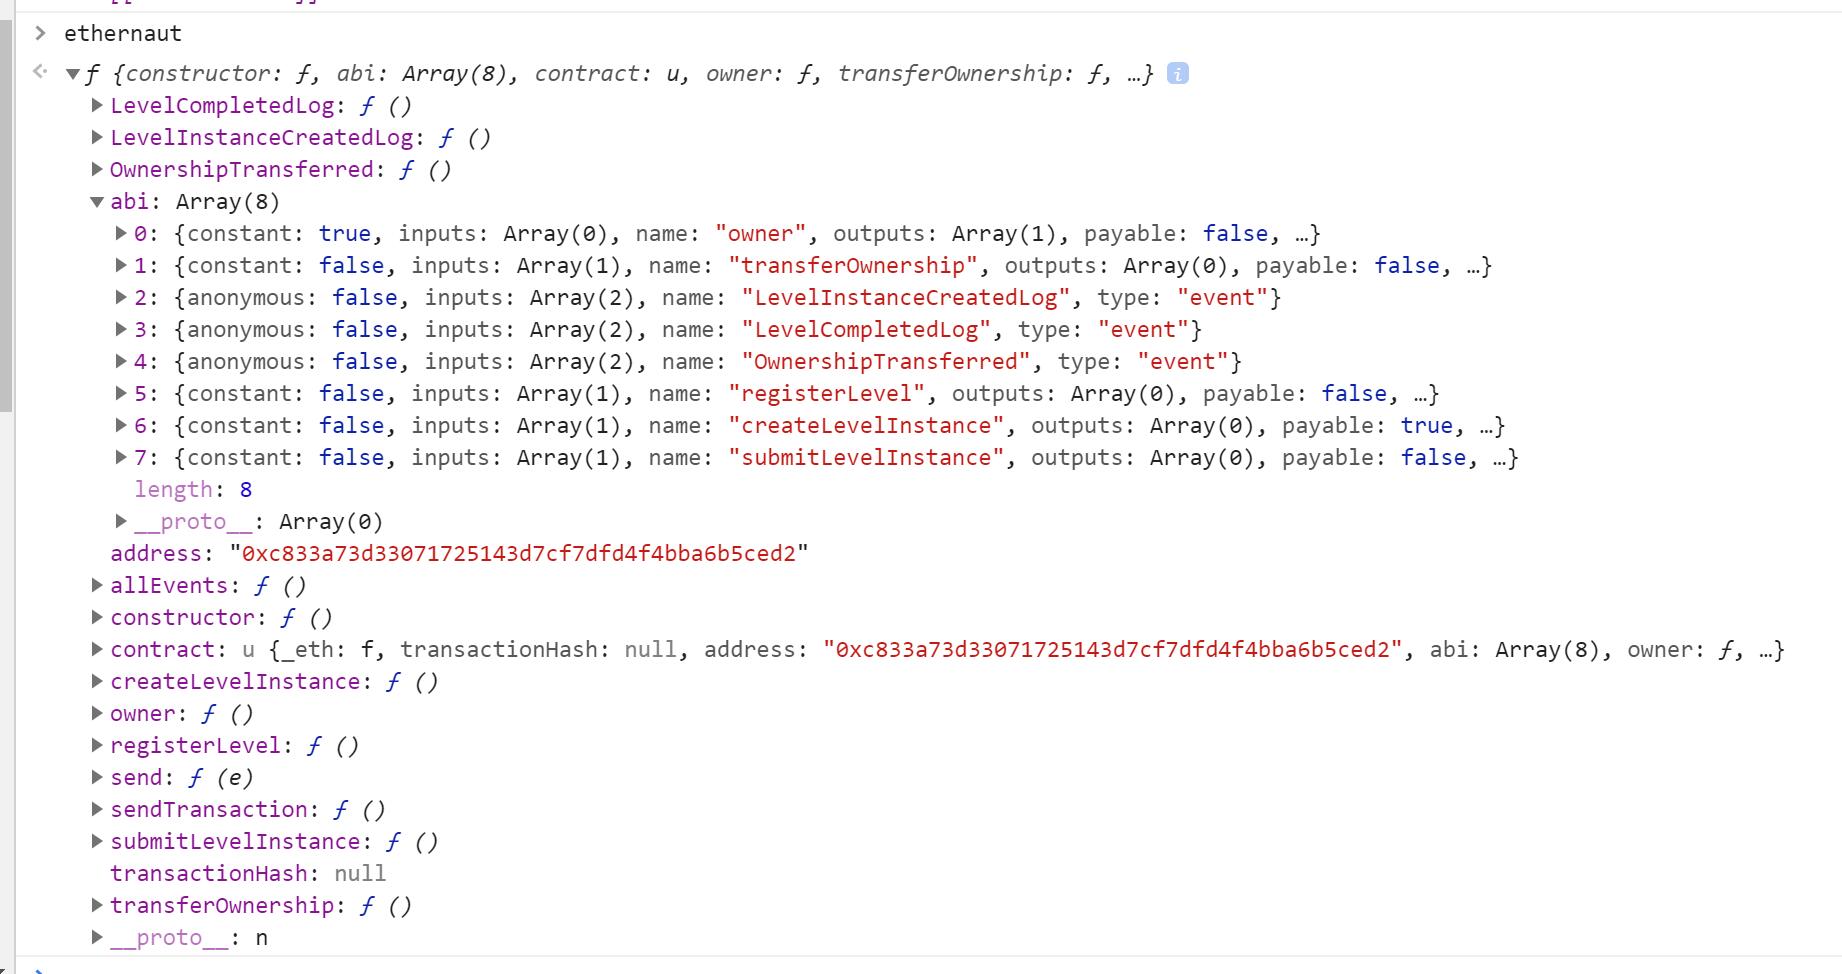 ethernaut
ƒ {constructor: ƒ, abi: Array(8), contract: u, owner: ƒ, transferOwnership: ƒ, …} i
LevelCompletedLog: ƒ ()
LevelInstanceCreatedLog: ƒ ()
OwnershipTransferred: ƒ ()
abi: Array(8)
0: {constant: true, inputs: Array(0), name: "owner", outputs: Array(1), payable: false, …}
1: {constant: false, inputs: Array(1), name: "transferOwnership", outputs: Array(0), payable: false, …}
2: {anonymous: false, inputs: Array(2), name: "LevelInstanceCreatedLog", type: "event"}
3: {anonymous: false, inputs: Array(2), name: "LevelCompletedLog", type: "event"}
4: {anonymous: false, inputs: Array(2), name: "OwnershipTransferred", type: "event"}
5: {constant: false, inputs: Array(1), name: "registerLevel", outputs: Array(0), payable: false, …}
6: {constant: false, inputs: Array(1), name: "createLevelInstance", outputs: Array(0), payable: true, …}
7: {constant: false, inputs: Array(1), name: "submitLevelInstance", outputs: Array(0), payable: false, …}
length: 8
__proto__: Array(0)
address: "0xc833a73d33071725143d7cf7dfd4f4bba6b5ced2"
allEvents: ƒ ()
constructor: ƒ ()
contract: u {_eth: f, transactionHash: null, address: "0xc833a73d33071725143d7cf7dfd4f4bba6b5ced2", abi: Array(8), owner: ƒ, …}
createLevelInstance: ƒ ()
owner: ƒ ()
registerLevel: ƒ ()
send: ƒ (e)
sendTransaction: ƒ ()
submitLevelInstance: ƒ ()
transactionHash: null
transferOwnership: ƒ ()
__proto__: n